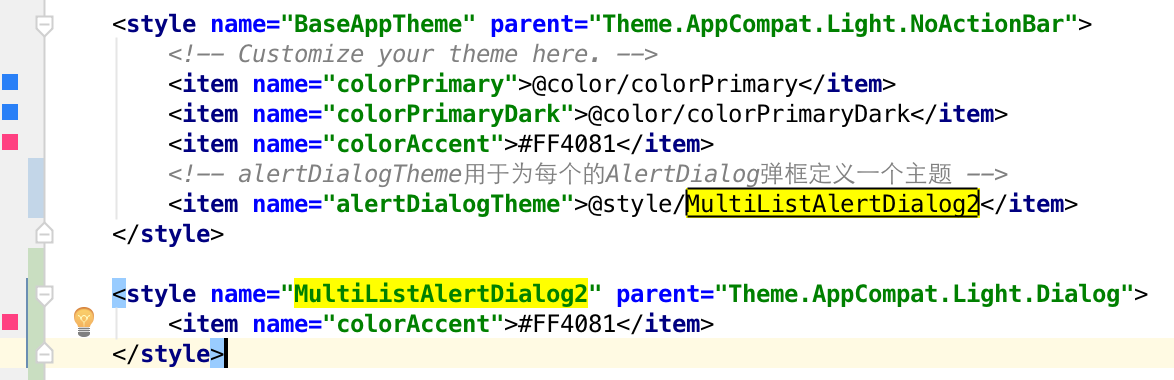 <style name="BaseAppTheme" parent="Theme.AppCompat.Light.NoActionBar">
<!-- Customize your theme here. -->
<item name="colorPrimary">@color/colorPrimary</item>
<item name="colorPrimaryDark">@color/colorPrimaryDark</item>
<item name="colorAccent">#FF4081</item>
<!-- alertDialogTheme用于为每个的AlertDialog弹框定义一个主题 -->
<item name="alertDialogTheme">@style/MultiListAlertDialog2</item>
</style>
<style name="MultiListAlertDialog2" parent="Theme.AppCompat.Light.Dialog">
<item name="colorAccent">#FF4081</item>
</style>